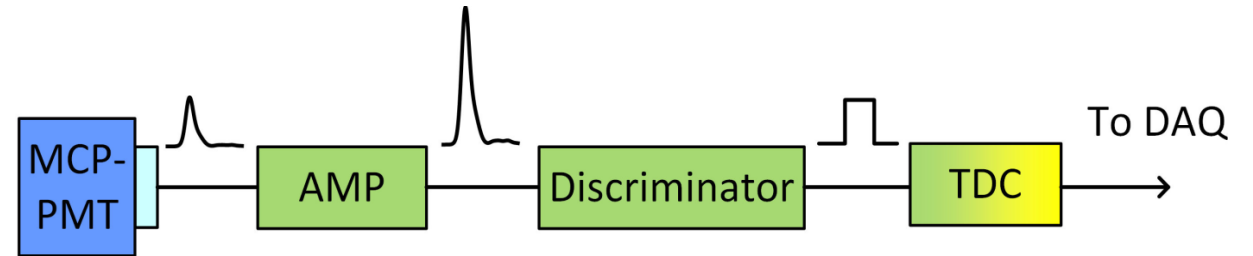 MCP-
PMT
AMP
Discriminator
TDC
To DAQ